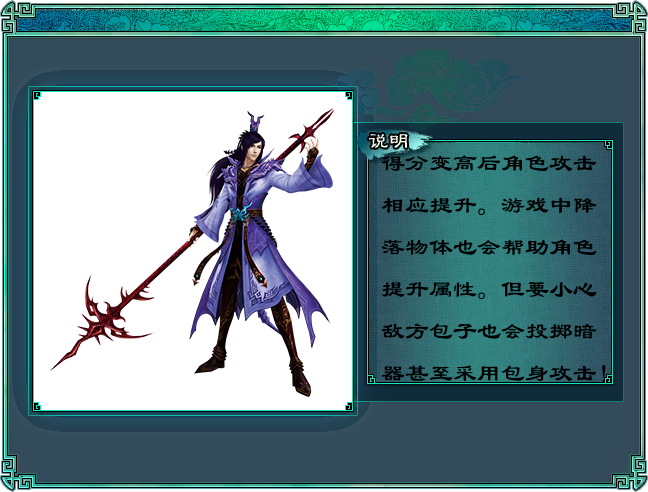 说明
得分变高后角色攻击
相应提升。游戏中降
落物体也会帮助角色
提升属性。但要小心
敌方包子也会投掷暗
器甚至采用包身攻击!